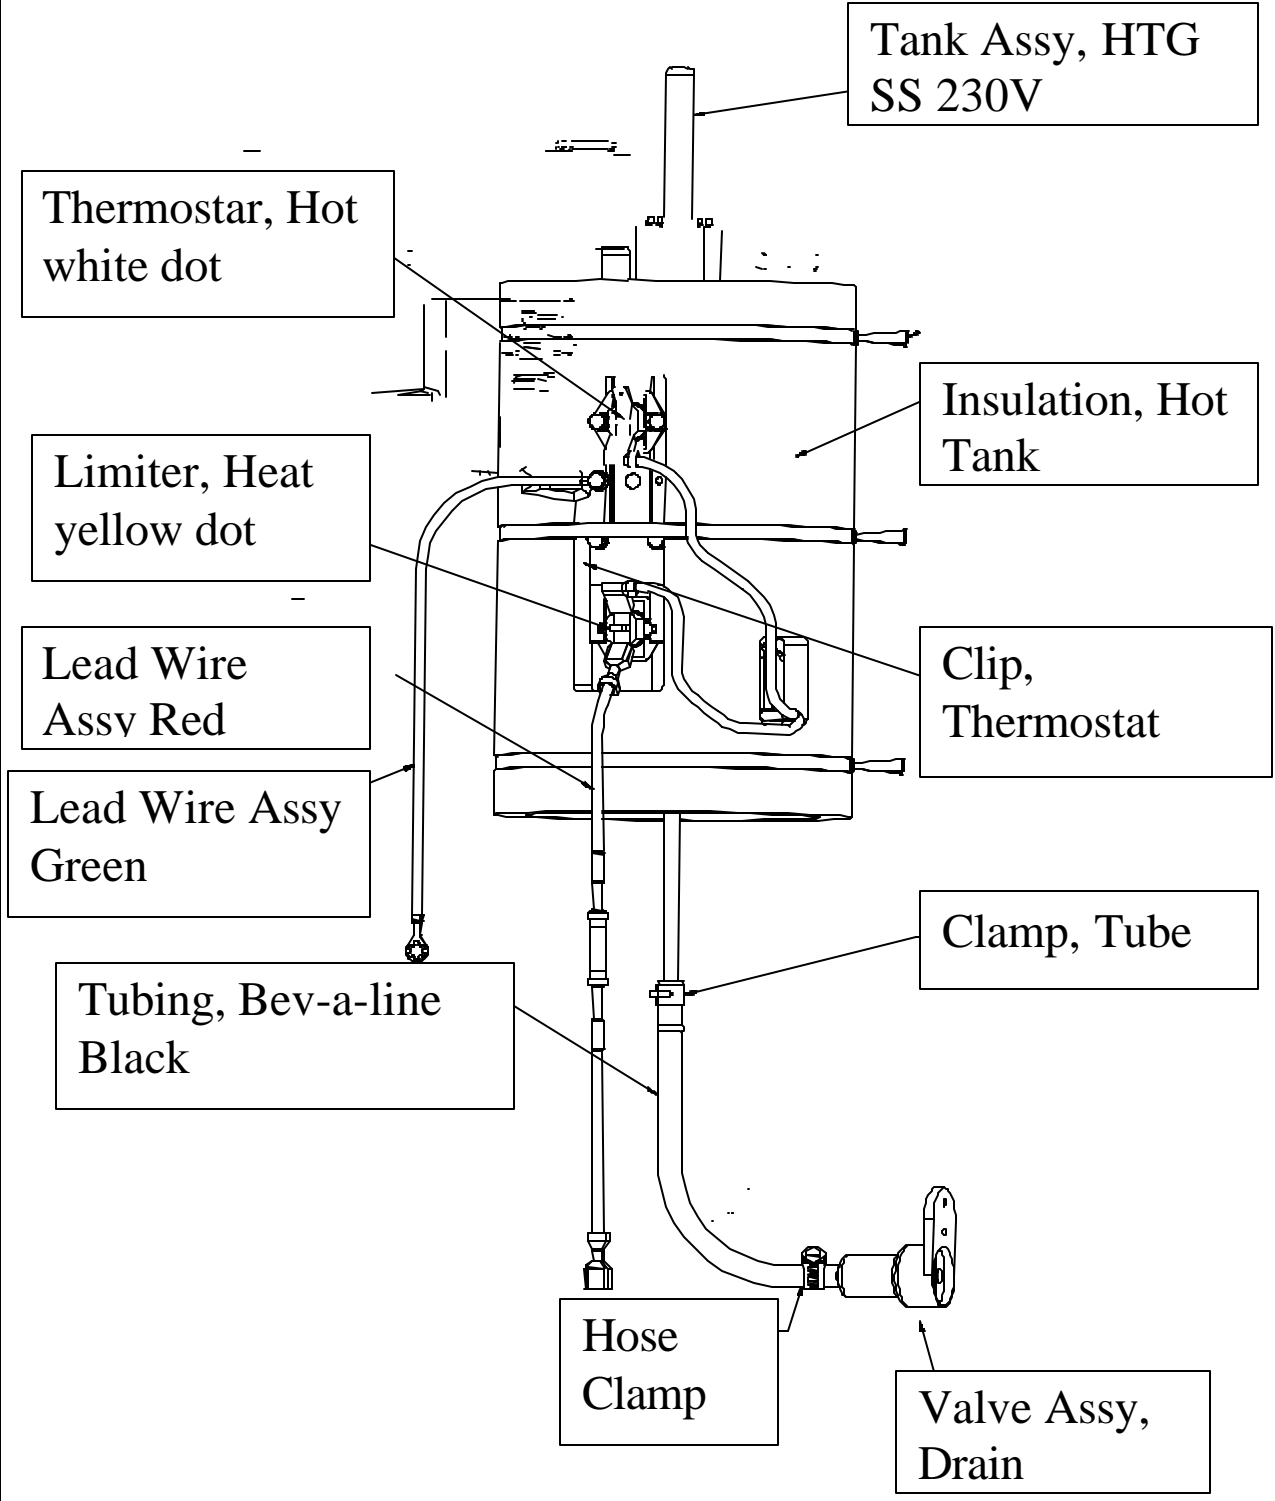 Tank Assy, HTG
SS 230V
Thermostar, Hot
white dot
Insulation, Hot
Tank
Limiter, Heat
yellow dot
Lead Wire
Assy Red
Clip,
Thermostat
Lead Wire Assy
Green
Clamp, Tube
Tubing, Bev-a-line
Black
Hose
Clamp
Valve Assy,
Drain